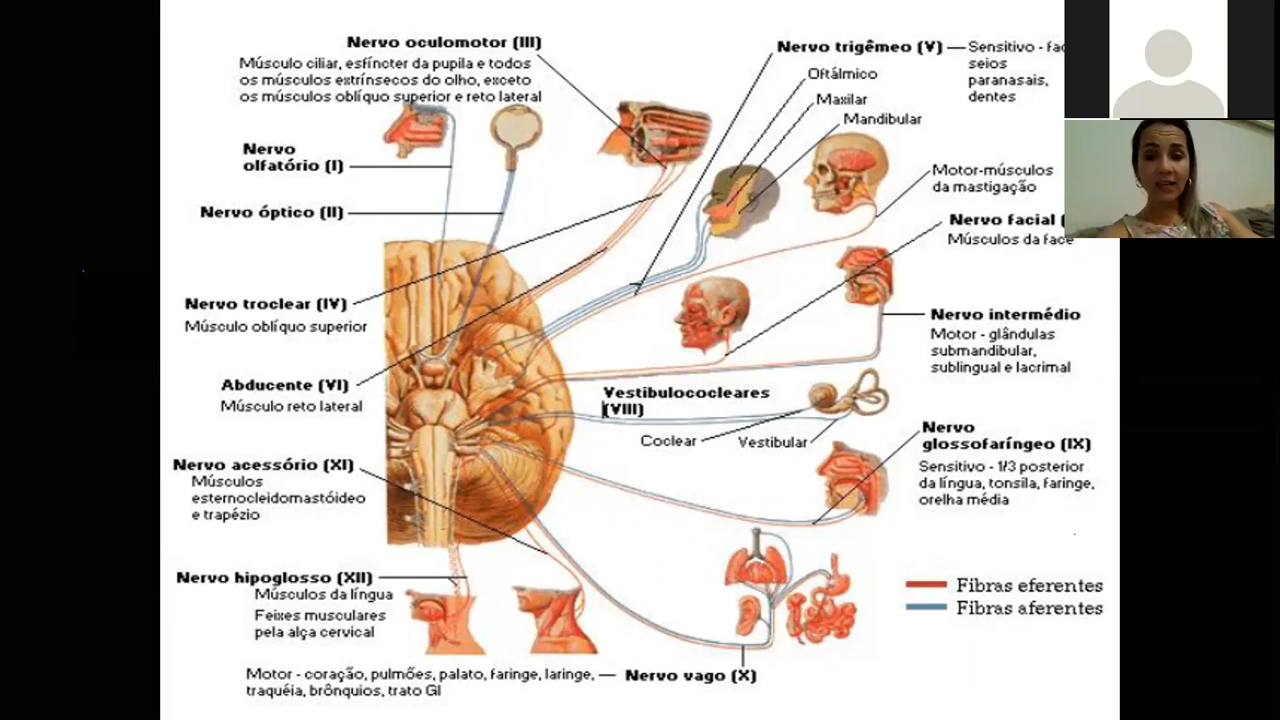 Nervo oculomotor (III)
Músculo ciliar, esfíncter da pupila e todos
os músculos extrínsecos do olho, exceto
os músculos oblíquo superior e reto lateral
Nervo trigêmeo (V)
Sensitivo - fac
seios
paranasais,
dentes
Oftálmico
Maxilar
Mandibular
Nervo
olfatório (I)
Motor-músculos
da mastigação
Nervo óptico (II)
Nervo facial (
Músculos da face
Nervo troclear (IV)
Músculo oblíquo superior
Nervo intermédio
Motor - glândulas
submandibular,
sublingual e lacrimal
Abducente (VI)
Músculo reto lateral
Vestibulococleares
(VIII)
Coclear
Vestibular
Nervo
glossofaríngeo (IX)
Sensitivo - 1/3 posterior
da língua, tonsila, faringe,
orelha média
Nervo acessório (XI)
Músculos
esternocleidomastóideo
e trapézio
Nervo hipoglosso (XII)
Músculos da língua
Feixes musculares
pela alça cervical
Fibras eferentes
Fibras aferentes
Motor - coração, pulmões, palato, faringe, laringe,
traquéia, brônquios, trato GI
Nervo vago (X)